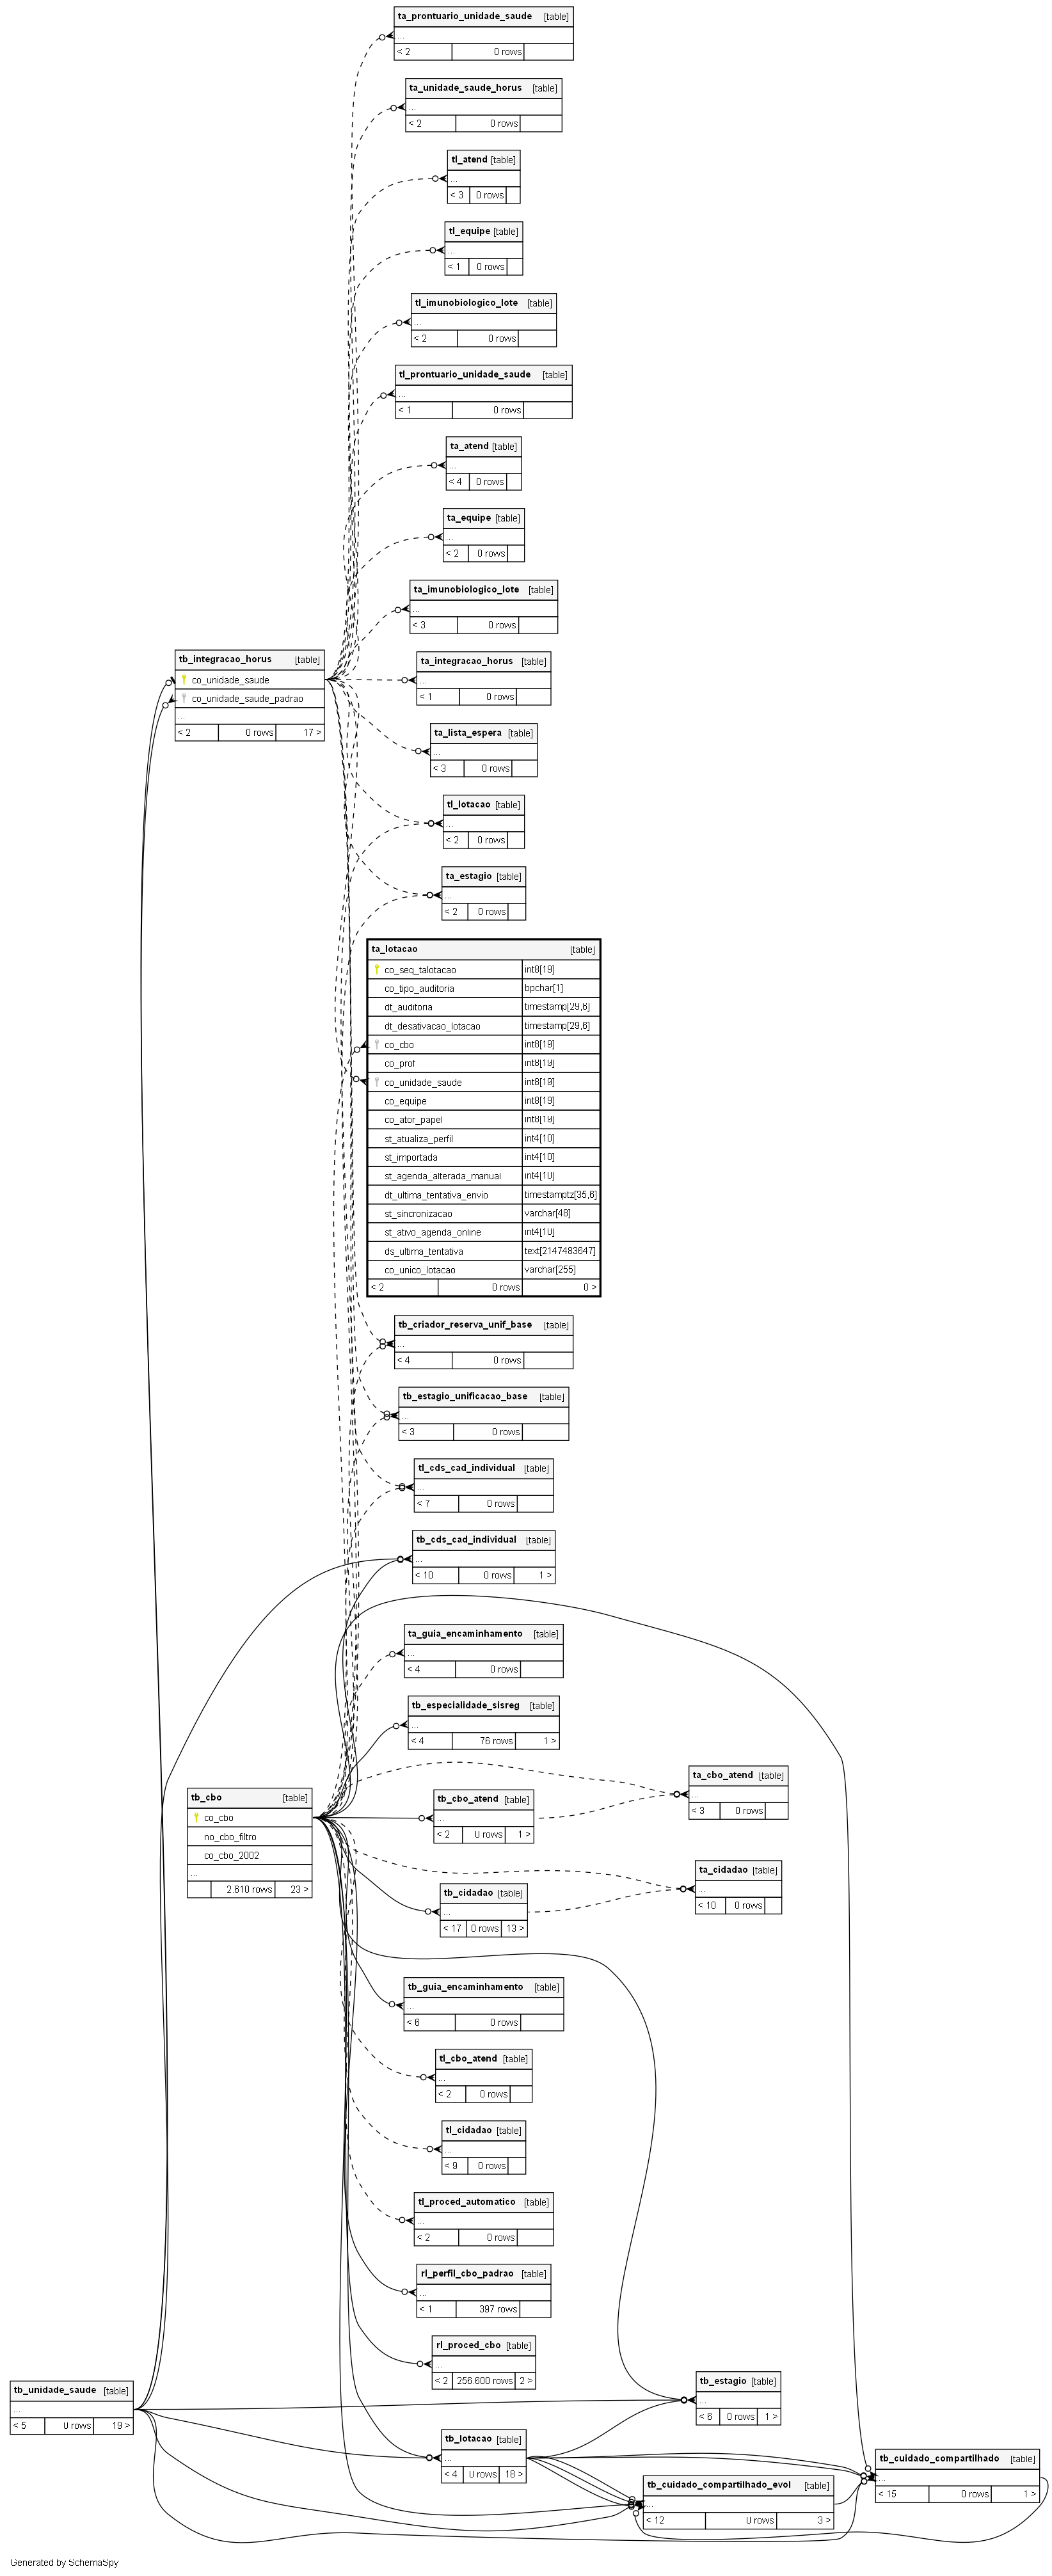 ta_prontuario_unidade_saude [table]
...
< 2 0 rows
ta_unidade_saude_horus [table]
...
< 2 0 rows
tl_atend [table]
...
< 3 0 rows
tl_equipe [table]
...
< 1 0 rows
tl_imunobiologico_lote [table]
...
< 2 0 rows
tl_prontuario_unidade_saude [table]
...
< 1 0 rows
ta_atend [table]
...
< 4 0 rows
ta_equipe [table]
...
< 2 0 rows
ta_imunobiologico_lote [table]
...
< 3 0 rows
tb_integracao_horus [table]
co_unidade_saude
co_unidade_saude_padrao
...
< 2 0 rows 17 >
ta_integracao_horus [table]
...
< 1 0 rows
ta_lista_espera [table]
...
< 3 0 rows
tl_lotacao [table]
...
< 2 0 rows
ta_estagio [table]
...
< 2 0 rows
ta_lotacao [table]
co_seq_talotacao int8[19]
co_tipo_auditoria bpchar[1]
dt_auditoria timestamp[29,6]
dt_desativacao_lotacao timestamp[29,6]
co_cbo int8[19]
co_prof int8[19]
co_unidade_saude int8[19]
co_equipe int8[19]
co_ator_papel int8[19]
st_atualiza_perfil int4[10]
st_importada int4[10]
st_agenda_alterada_manual int4[10]
dt_ultima_tentativa_envio timestamptz[35,6]
st_sincronizacao varchar[48]
st_ativo_agenda_online int4[10]
ds_ultima_tentativa text[2147483647]
co_unico_lotacao varchar[255]
< 2 0 rows 0 >
tb_criador_reserva_unif_base [table]
...
< 4 0 rows
tb_estagio_unificacao_base [table]
...
< 3 0 rows
tl_cds_cad_individual [table]
...
< 7 0 rows
tb_cds_cad_individual [table]
...
< 10 0 rows 1 >
ta_guia_encaminhamento [table]
...
< 4 0 rows
tb_especialidade_sisreg [table]
...
< 4 76 rows 1 >
ta_cbo_atend [table]
...
< 3 0 rows
tb_cbo [table]
co_cbo
no_cbo_filtro
co_cbo_2002
...
2.610 rows 23 >
tb_cbo_atend [table]
...
< 2 0 rows 1 >
ta_cidadao [table]
...
< 10 0 rows
tb_cidadao [table]
...
< 17 0 rows 13 >
tb_guia_encaminhamento [table]
...
< 6 0 rows
tl_cbo_atend [table]
...
< 2 0 rows
tl_cidadao [table]
...
< 9 0 rows
tl_proced_automatico [table]
...
< 2 0 rows
rl_perfil_cbo_padrao [table]
...
< 1 397 rows
rl_proced_cbo [table]
...
< 2 256.600 rows 2 >
tb_estagio [table]
...
< 6 0 rows 1 >
tb_unidade_saude [table]
...
< 5 0 rows 19 >
tb_lotacao [table]
...
< 4 0 rows 18 >
tb_cuidado_compartilhado [table]
...
< 15 0 rows 1 >
tb_cuidado_compartilhado_evol [table]
...
< 12 0 rows 3 >
Generated by SchemaSpy